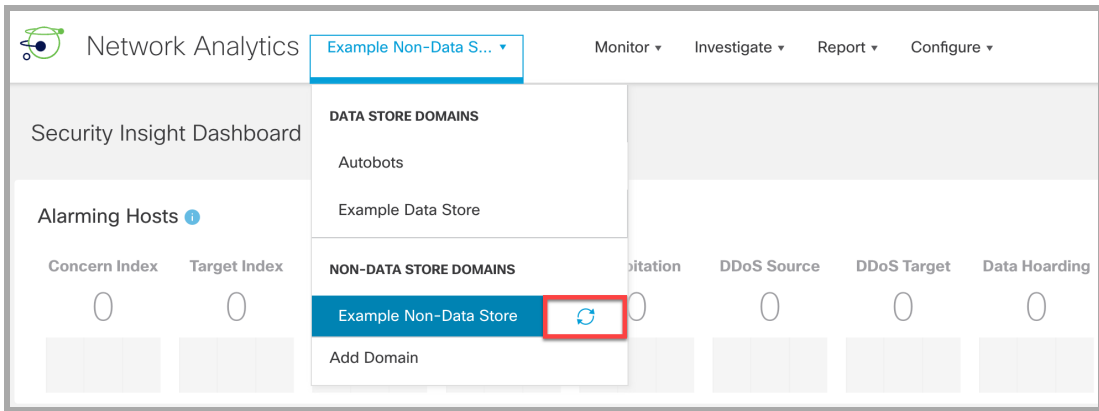 Network Analytics
Example Non-Data S...
Monitor
Investigate
Report
Configure
Security Insight Dashboard
DATA STORE DOMAINS
Autobots
Example Data Store
NON-DATA STORE DOMAINS
Example Non-Data Store
Add Domain
Alarming Hosts
Concern Index
Target Index
DDoS Source
DDoS Target
Data Hoarding
0
0
0
0
0
0